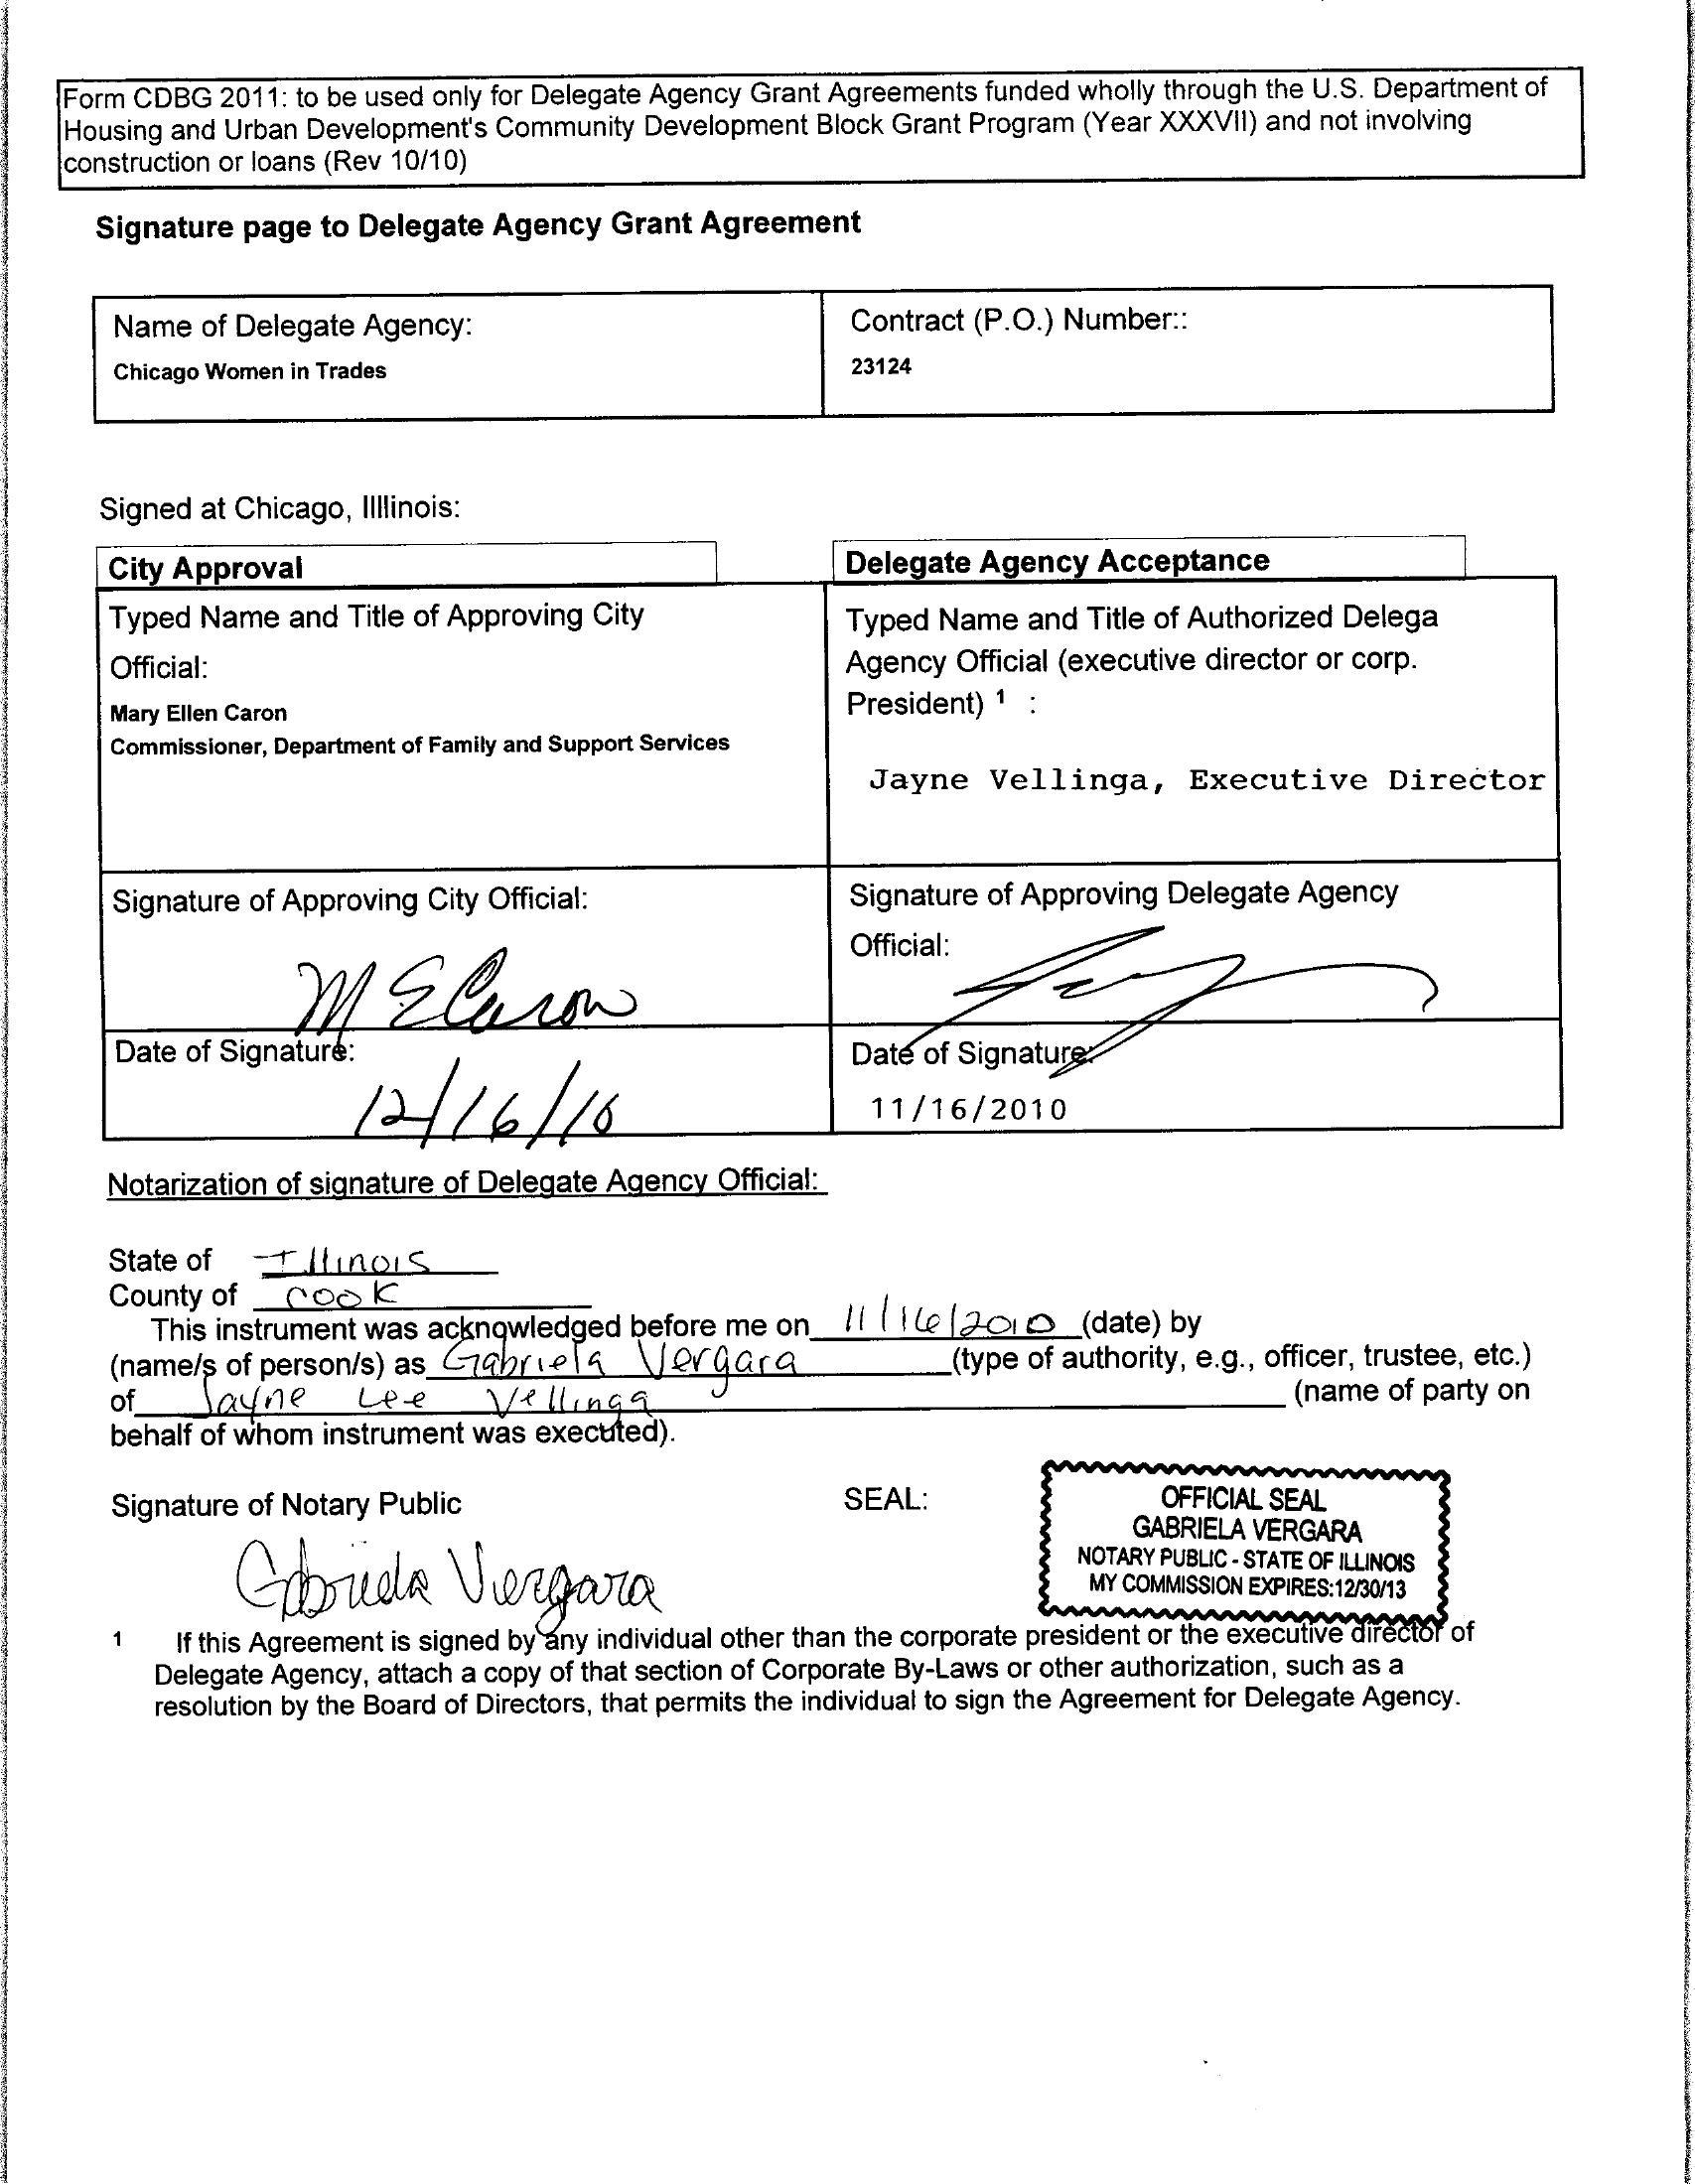 Form CDBG 2011: to be used only for Delegate Agency Grant Agreements funded wholly through the U.S. Department of
Housing and Urban Development's Community Development Block Grant Program (Year XXXVII) and not involving
construction or loans (Rev 10/10)
Signature page to Delegate Agency Grant Agreement
Name of Delegate Agency:
Chicago Women in Trades
Contract (P.O.) Number::
23124
Signed at Chicago, Illlinois:
City Approval
Typed Name and Title of Approving City
Official:
Mary Ellen Caron
Commissioner, Department of Family and Support Services
Delegate Agency Acceptance
Typed Name and Title of Authorized Delega
Agency Official (executive director or corp.
President) 1 :
Jayne Vellinga, Executive Director
Signature of Approving City Official:
M E Caron
Signature of Approving Delegate Agency
Official:
Date of Signature:
12/16/10
Date of Signature:
11/16/2010
Notarization of signature of Delegate Agency Official:
State of Illinois
County of Cook
This instrument was acknowledged before me on 11/16/2010 (date) by
(name/s of person/s) as Gabriela Vergara (type of authority, e.g., officer, trustee, etc.)
of Jayne Lee Vellinga (name of party on
behalf of whom instrument was executed).
Signature of Notary Public
Gabriela Vergara
SEAL:
OFFICIAL SEAL
GABRIELA VERGARA
NOTARY PUBLIC - STATE OF ILLINOIS
MY COMMISSION EXPIRES:12/30/13
1 If this Agreement is signed by any individual other than the corporate president or the executive director of
Delegate Agency, attach a copy of that section of Corporate By-Laws or other authorization, such as a
resolution by the Board of Directors, that permits the individual to sign the Agreement for Delegate Agency.